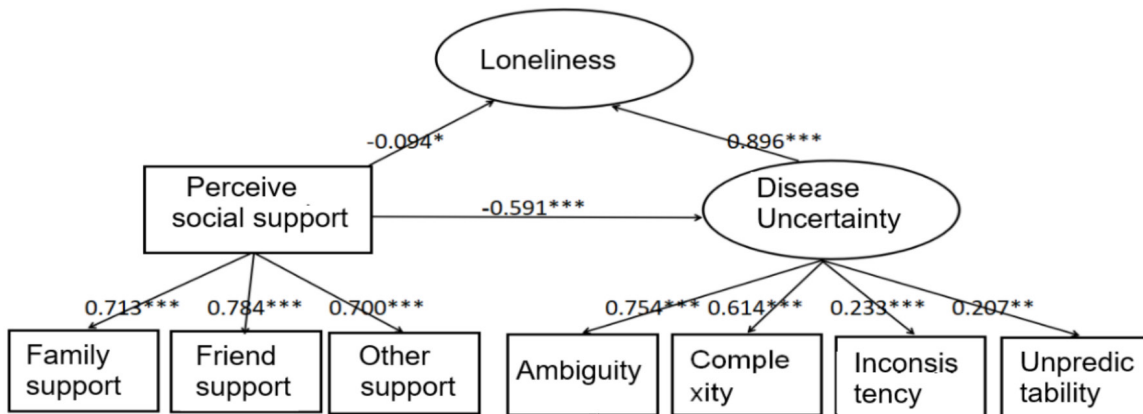 Loneliness
-0.094*
0.896***
Perceive
social support
-0.591***
Disease
Uncertainty
0.713***
0.784***
0.700***
0.754***
0.614***
0.233***
0.207**
Family
support
Friend
support
Other
support
Ambiguity
Comple
xity
Inconsis
tency
Unpredic
tability